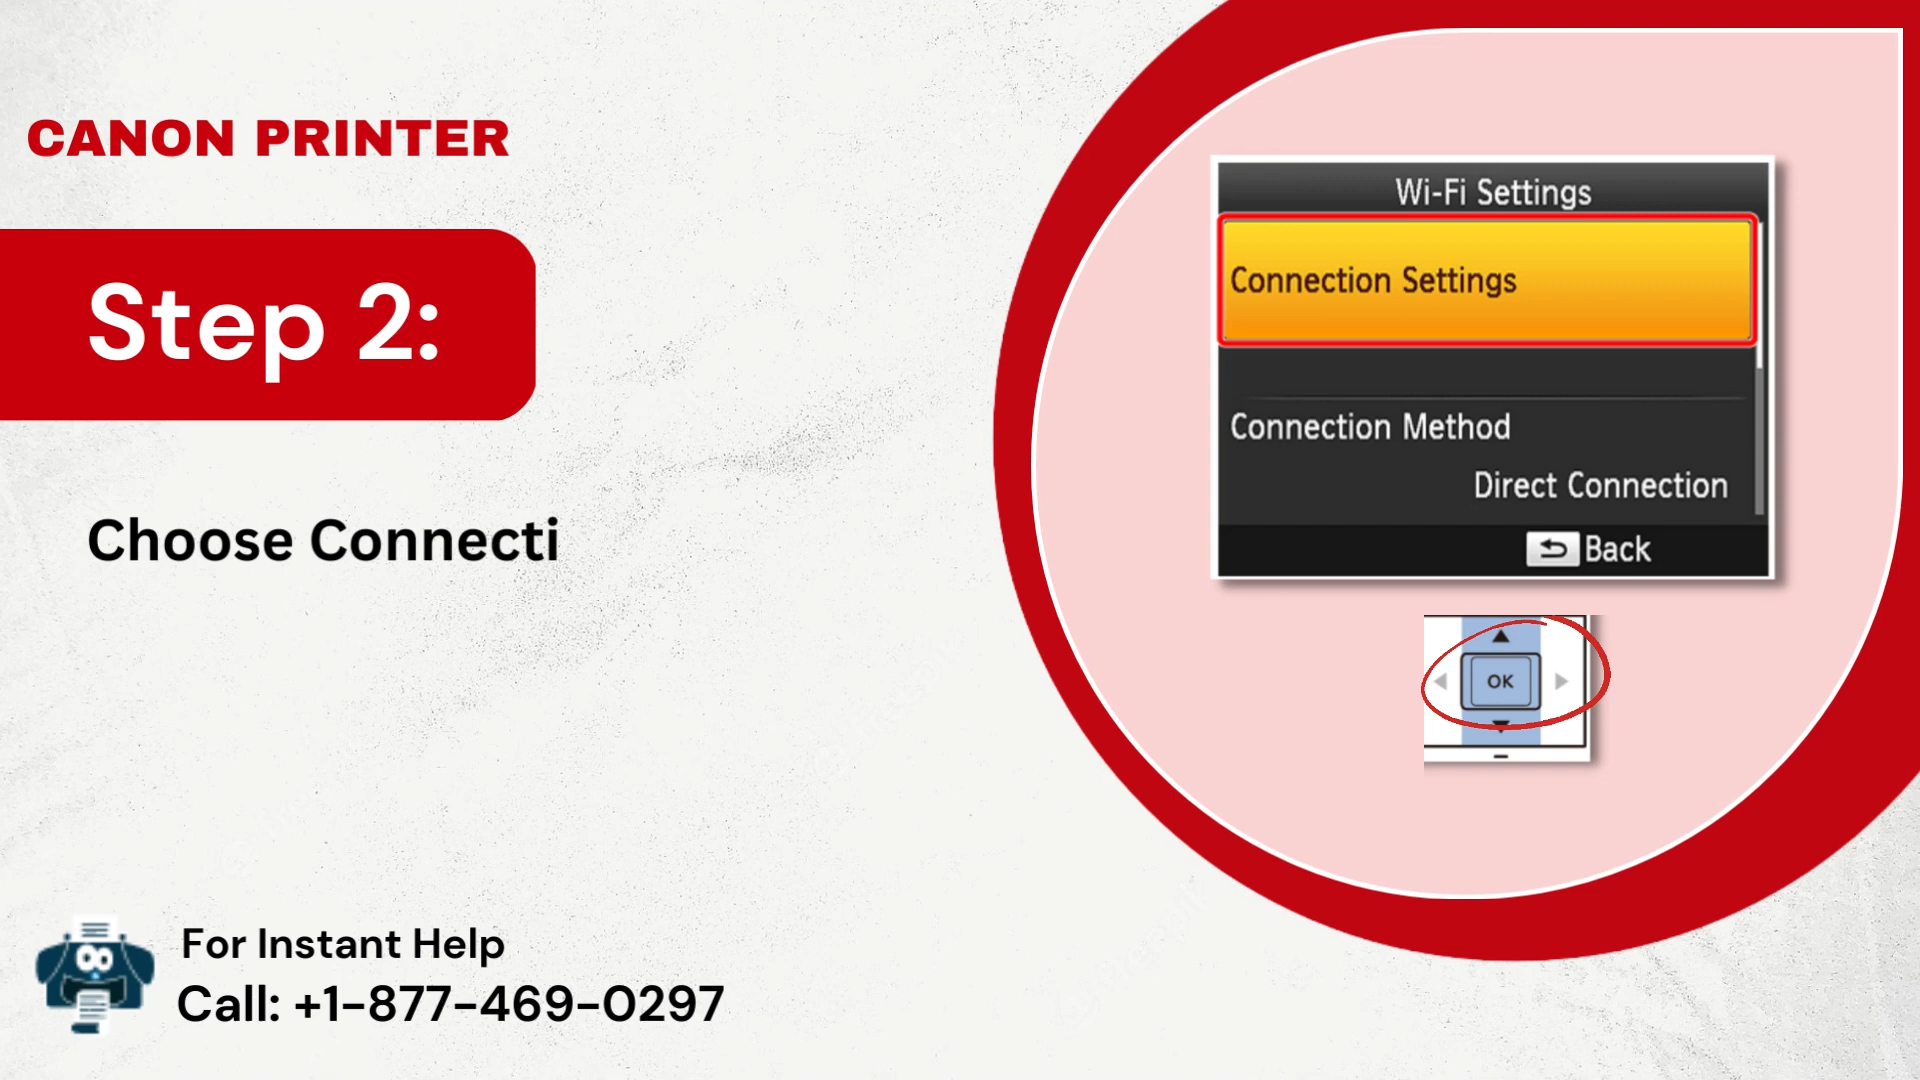 CANON PRINTER
Step 2:
Choose Connecti
Wi-Fi Settings
Connection Settings
Connection Method
Direct Connection
Back
OK
For Instant Help
Call: +1-877-469-0297